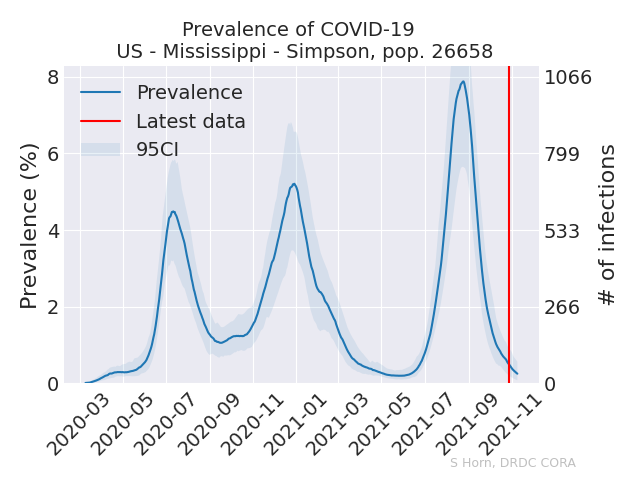 Prevalence of COVID-19
US - Mississippi - Simpson, pop. 26658
8
6
4
2
0
Prevalence (%)
Prevalence
Latest data
95CI
1066
799
533
266
0
# of infections
2020-03
2020-05
2020-07
2020-09
2020-11
2021-01
2021-03
2021-05
2021-07
2021-09
2021-11
S Horn, DRDC CORA